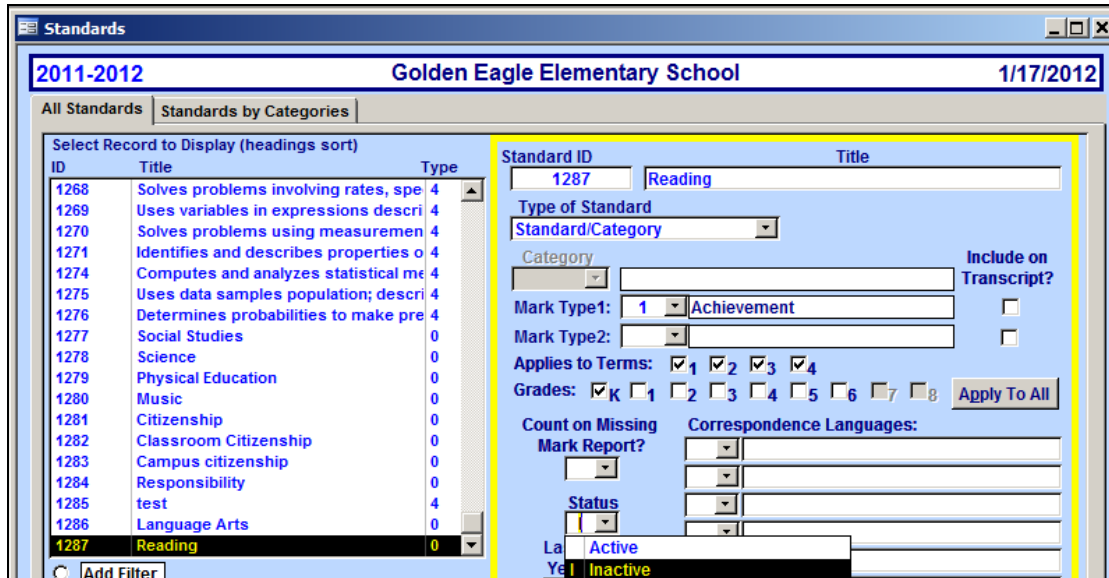 Standards
2011-2012 Golden Eagle Elementary School 1/17/2012
All Standards Standards by Categories
Select Record to Display (headings sort)
ID Title Type
1268 Solves problems involving rates, spe 4
1269 Uses variables in expressions descri 4
1270 Solves problems using measuremen 4
1271 Identifies and describes properties o 4
1274 Computes and analyzes statistical me 4
1275 Uses data samples population; descri 4
1276 Determines probabilities to make pre 4
1277 Social Studies 0
1278 Science 0
1279 Physical Education 0
1280 Music 0
1281 Citizenship 0
1282 Classroom Citizenship 0
1283 Campus citizenship 0
1284 Responsibility 0
1285 test 4
1286 Language Arts 0
1287 Reading 0
Add Filter
Standard ID Title
1287 Reading
Type of Standard
Standard/Category
Category
Include on
Transcript?
Mark Type1: 1 Achievement
Mark Type2:
Applies to Terms: 1 2 3 4
Grades: K 1 2 3 4 5 6 7 8 Apply To All
Count on Missing
Mark Report?
Correspondence Languages:
Status
I
La
Active
Ye
I Inactive